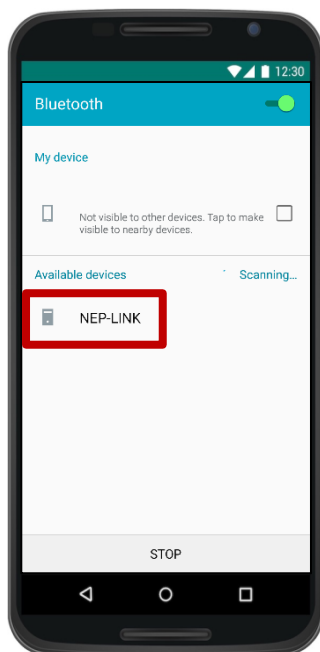 12:30
Bluetooth
My device
Not visible to other devices. Tap to make
visible to nearby devices.
Available devices
Scanning...
NEP-LINK
STOP